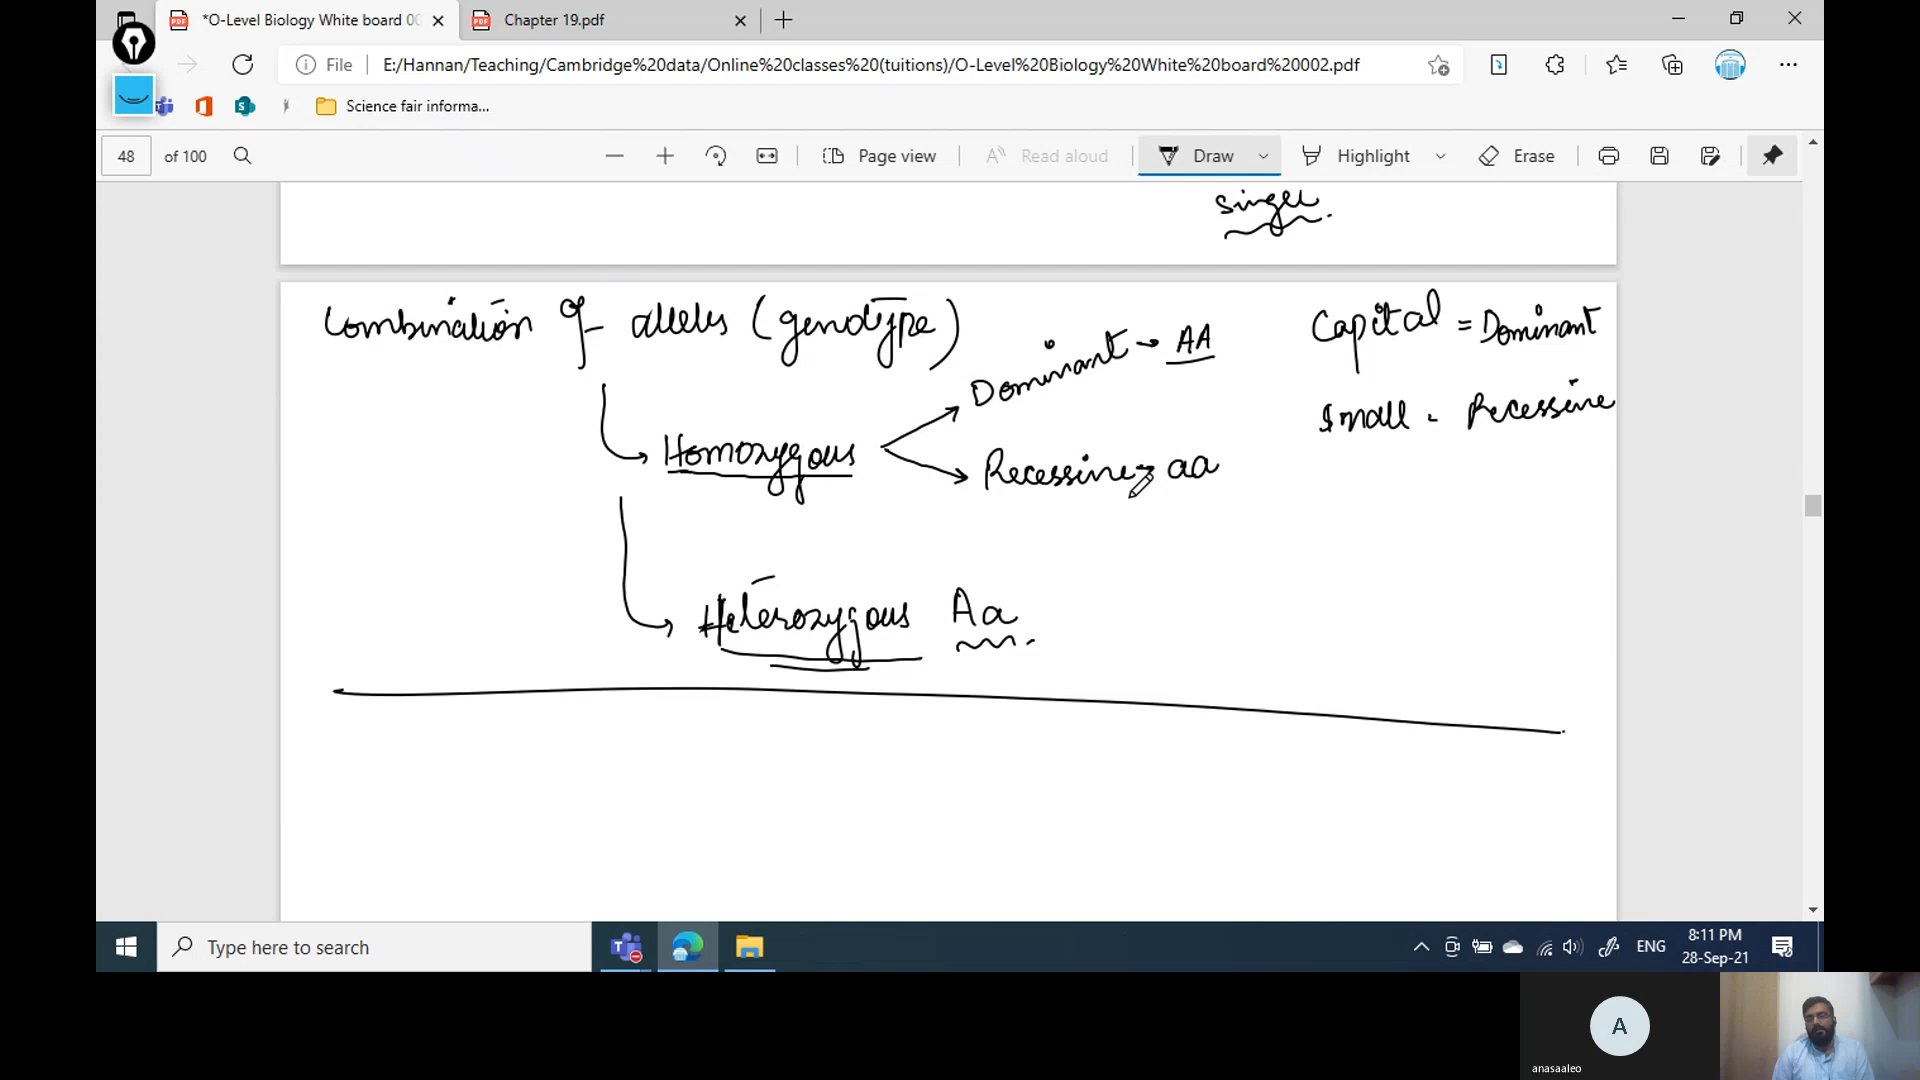 *O-Level Biology White board 00
Chapter 19.pdf
File
E:/Hannan/Teaching/Cambridge%20data/Online%20classes%20(tuitions)/O-Level%20Biology%20White%20board%20002.pdf
Science fair informa...
48 of 100
Page view
Read aloud
Draw
Highlight
Erase
singer.
Combination of alleles (genotype)
Capital = Dominant
Dominant → AA
Small = Recessive
Homozygous
Recessive → aa
Heterozygous Aa
Type here to search
ENG
8:11 PM
28-Sep-21
A
anasaaleo